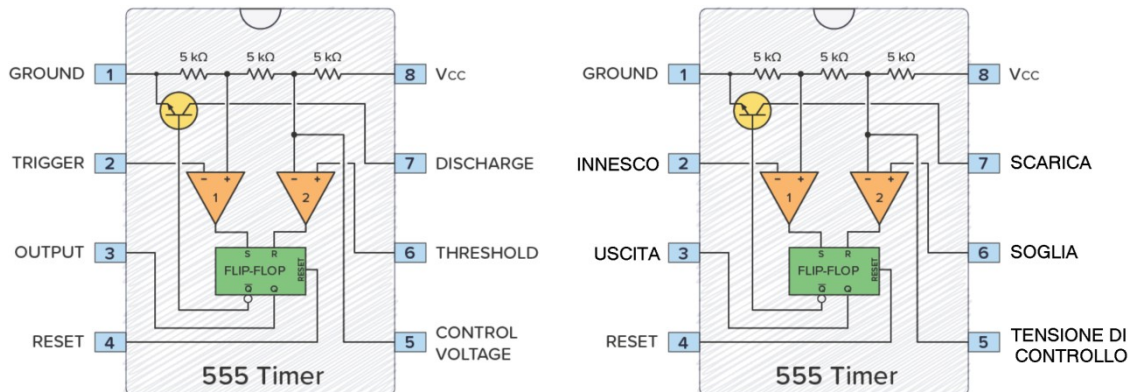 5 kΩ 5 kΩ 5 kΩ
GROUND 1
8 Vcc
TRIGGER 2
7 DISCHARGE
- +
- +
1
2
OUTPUT 3
6 THRESHOLD
S R
FLIP-FLOP
RESET
Q Q
RESET 4
5 CONTROL
VOLTAGE
555 Timer
5 kΩ 5 kΩ 5 kΩ
GROUND 1
8 Vcc
INNESCO 2
7 SCARICA
- +
- +
1
2
USCITA 3
6 SOGLIA
S R
FLIP-FLOP
RESET
Q Q
RESET 4
5 TENSIONE DI
CONTROLLO
555 Timer